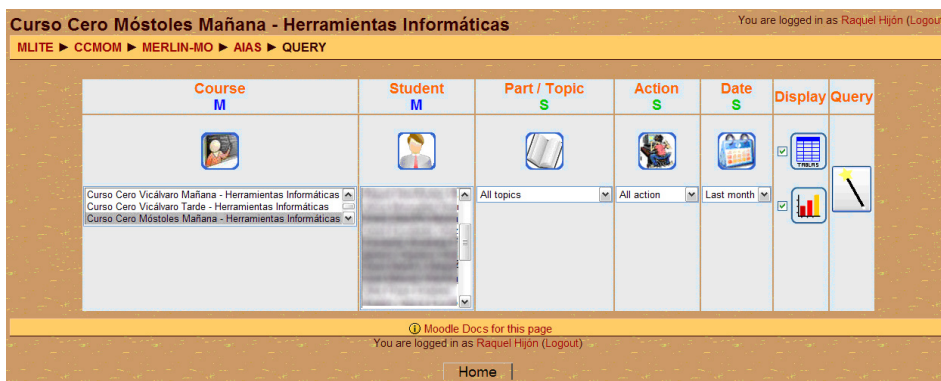 Curso Cero Móstoles Mañana - Herramientas Informáticas
You are logged in as Raquel Hijón (Logout
MLITE ► CCMOM ► MERLIN-MO ► AIAS ► QUERY
Course Student Part / Topic Action Date Display Query
M M S S S
TABLAS
Curso Cero Vicálvaro Mañana - Herramientas Informáticas All topics All action Last month
Curso Cero Vicálvaro Tarde - Herramientas Informáticas
Curso Cero Móstoles Mañana - Herramientas Informáticas
Moodle Docs for this page
You are logged in as Raquel Hijón (Logout)
Home